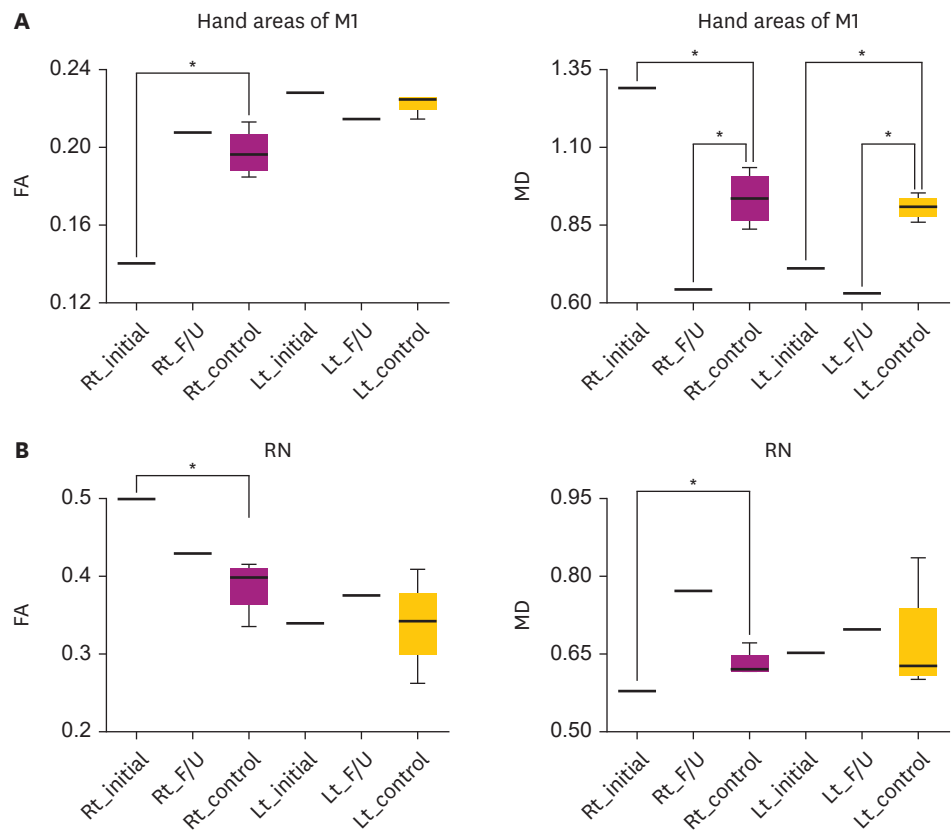 A
Hand areas of M1
Hand areas of M1
*
FA
0.24
0.20
0.16
0.12
Rt_initial
Rt_F/U
Rt_control
Lt_initial
Lt_F/U
Lt_control
*
*
*
*
MD
1.35
1.10
0.85
0.60
Rt_initial
Rt_F/U
Rt_control
Lt_initial
Lt_F/U
Lt_control
B
RN
RN
*
FA
0.5
0.4
0.3
0.2
Rt_initial
Rt_F/U
Rt_control
Lt_initial
Lt_F/U
Lt_control
*
MD
0.95
0.80
0.65
0.50
Rt_initial
Rt_F/U
Rt_control
Lt_initial
Lt_F/U
Lt_control